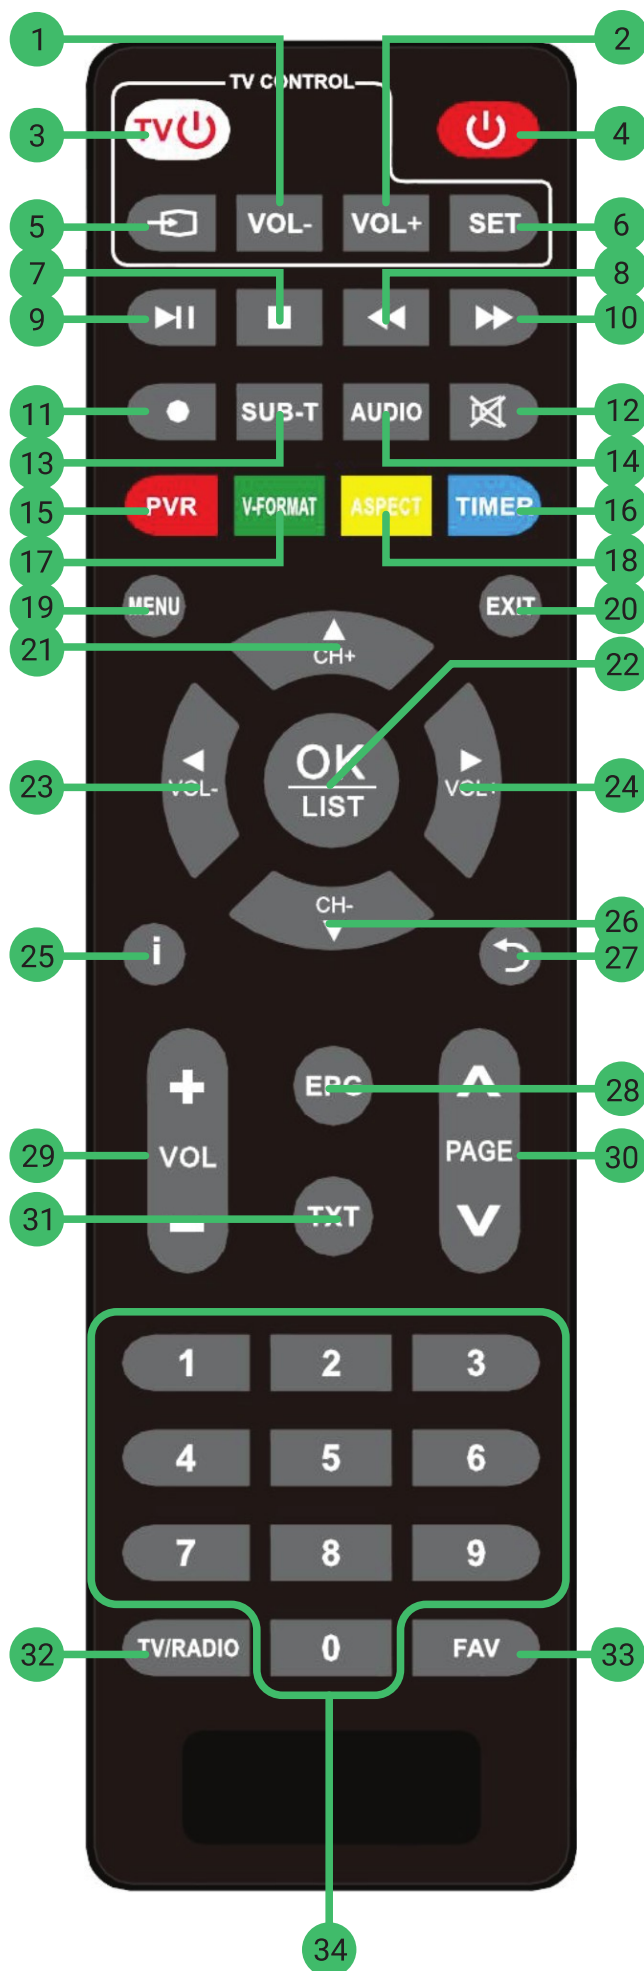 1 2
TV CONTROL
3 TV 4
5 VOL- VOL+ SET 6
7 8
9 10
11 SUB-T AUDIO 12
13 14
15 PVR V-FORMAT ASPECT TIMER 16
17 18
19 MENU EXIT 20
21 CH+ 22
OK
23 VOL- LIST VOL+ 24
CH- 26
25 i 27
EPG 28
29 VOL PAGE 30
31 TXT
1 2 3
4 5 6
7 8 9
32 TV/RADIO 0 FAV 33
34